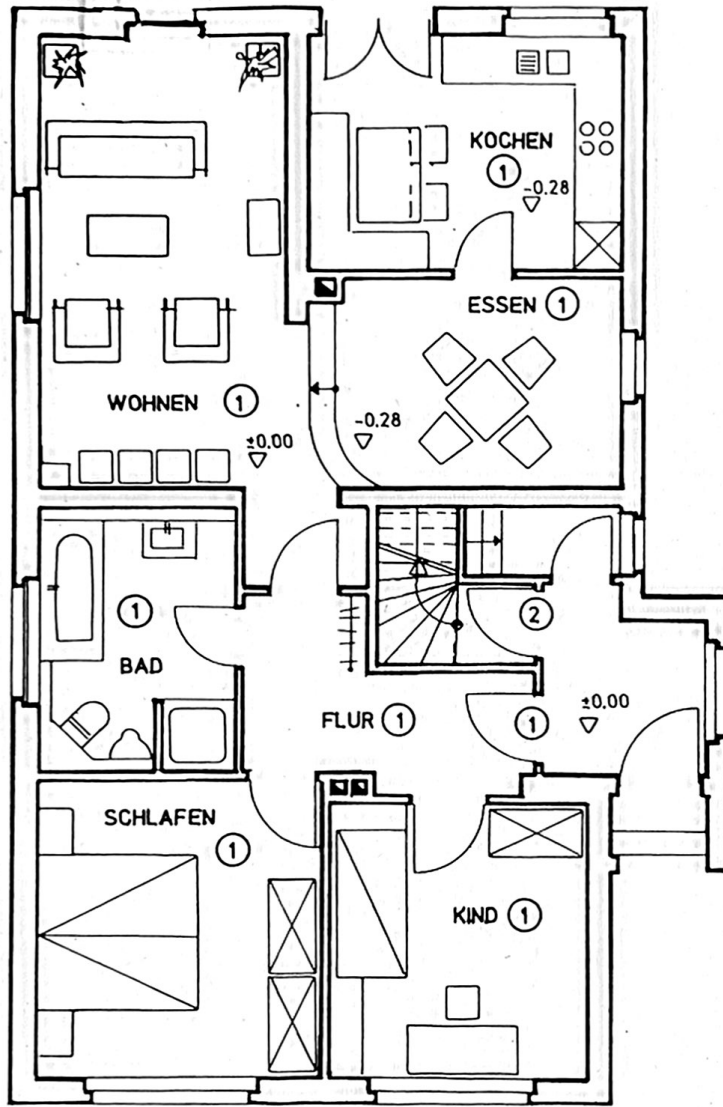 KOCHEN
1
-0.28
ESSEN 1
WOHNEN 1
±0.00
-0.28
1
BAD
2
FLUR 1
1
±0.00
SCHLAFEN
1
KIND 1